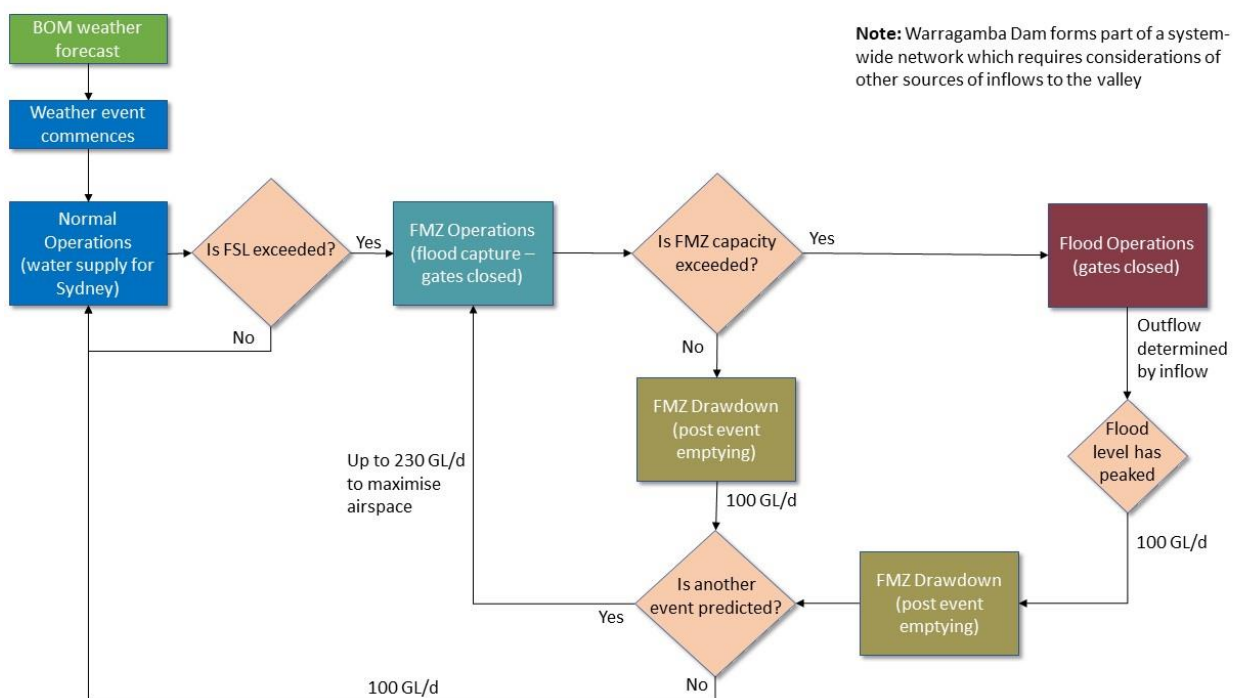 BOM weather
forecast
Note: Warragamba Dam forms part of a system-
wide network which requires considerations of
other sources of inflows to the valley
Weather event
commences
Normal
Operations
(water supply for
Sydney)
Is FSL exceeded?
Yes
No
FMZ Operations
(flood capture –
gates closed)
Is FMZ capacity
exceeded?
Yes
No
Flood Operations
(gates closed)
Outflow
determined
by inflow
FMZ Drawdown
(post event
emptying)
100 GL/d
Flood
level has
peaked
100 GL/d
FMZ Drawdown
(post event
emptying)
Is another
event predicted?
Yes
Up to 230 GL/d
to maximise
airspace
No
100 GL/d